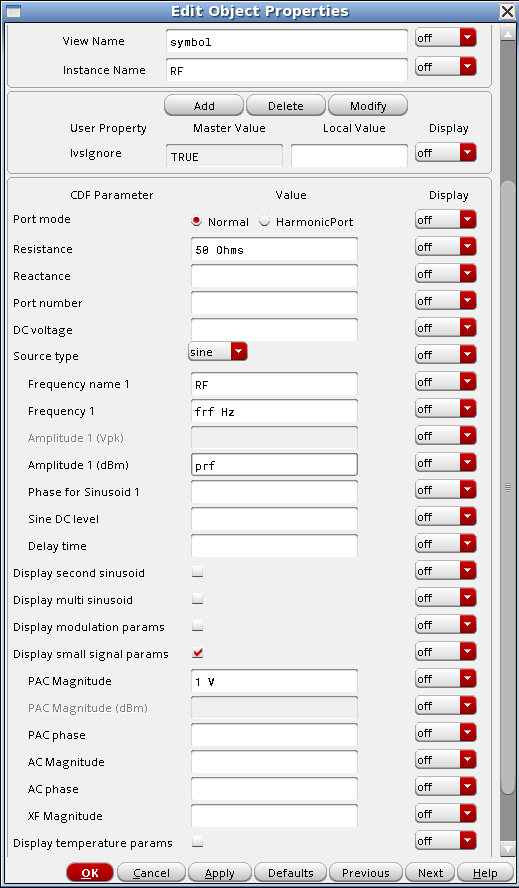 Edit Object Properties
View Name symbol off
Instance Name RF off
Add Delete Modify
User Property Master Value Local Value Display
lvsIgnore TRUE off
CDF Parameter Value Display
Port mode Normal HarmonicPort off
Resistance 50 Ohms off
Reactance off
Port number off
DC voltage off
Source type sine off
Frequency name 1 RF off
Frequency 1 frf Hz off
Amplitude 1 (Vpk) off
Amplitude 1 (dBm) prf off
Phase for Sinusoid 1 off
Sine DC level off
Delay time off
Display second sinusoid off
Display multi sinusoid off
Display modulation params off
Display small signal params off
PAC Magnitude 1 V off
PAC Magnitude (dBm) off
PAC phase off
AC Magnitude off
AC phase off
XF Magnitude off
Display temperature params off
OK Cancel Apply Defaults Previous Next Help